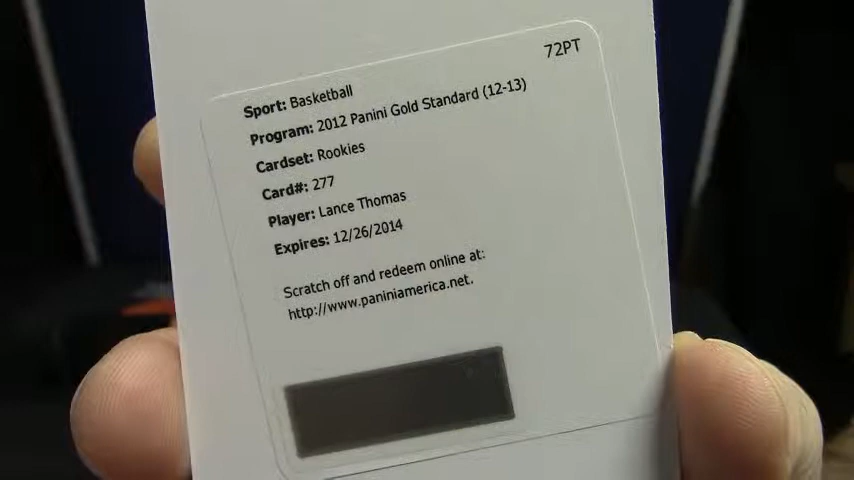 72PT
Sport: Basketball
Program: 2012 Panini Gold Standard (12-13)
Cardset: Rookies
Card#: 277
Player: Lance Thomas
Expires: 12/26/2014
Scratch off and redeem online at:
http://www.paniniamerica.net.